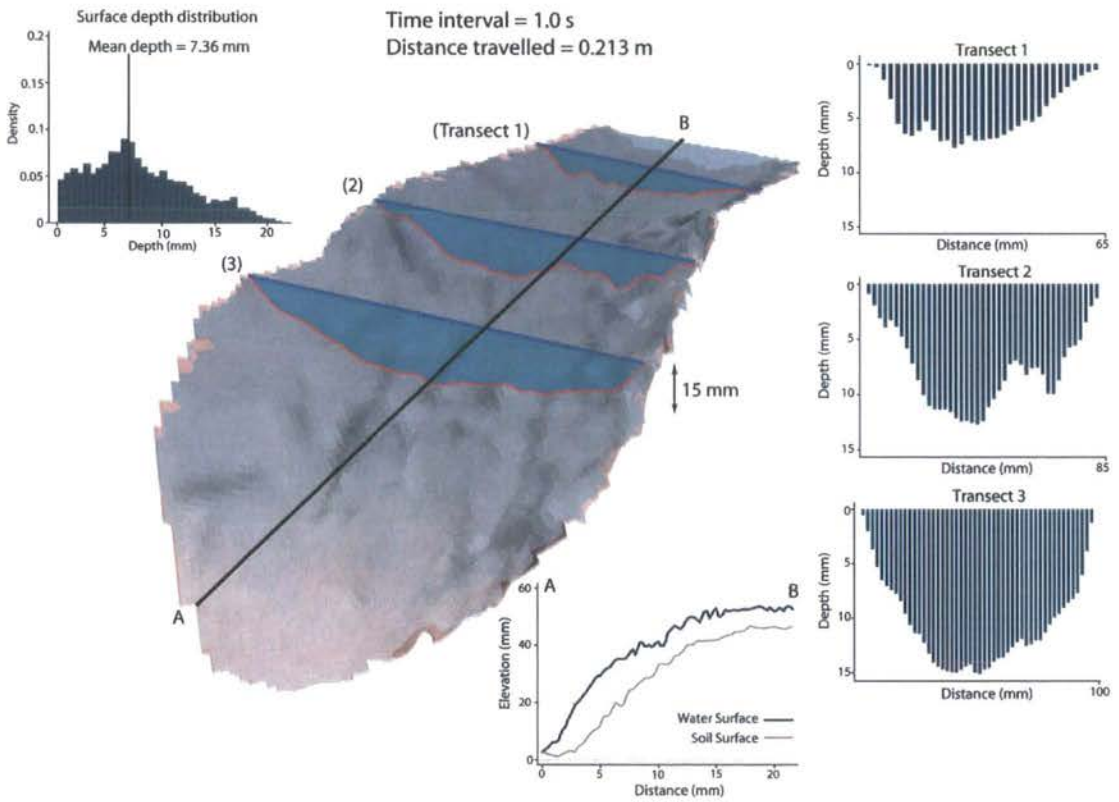 Surface depth distribution
Mean depth = 7.36 mm
0.2
0.15
0.1
0.05
0
Density
0 5 10 15 20
Depth (mm)
Time interval = 1.0 s
Distance travelled = 0.213 m
(Transect 1)
B
(2)
(3)
15 mm
A
Transect 1
0
5
10
15
Depth (mm)
Distance (mm) 65
Transect 2
0
5
10
15
Depth (mm)
Distance (mm) 85
Transect 3
0
5
10
15
Depth (mm)
Distance (mm) 100
A B
60
40
20
0
Elevation (mm)
Water Surface
Soil Surface
0 5 10 15 20
Distance (mm)